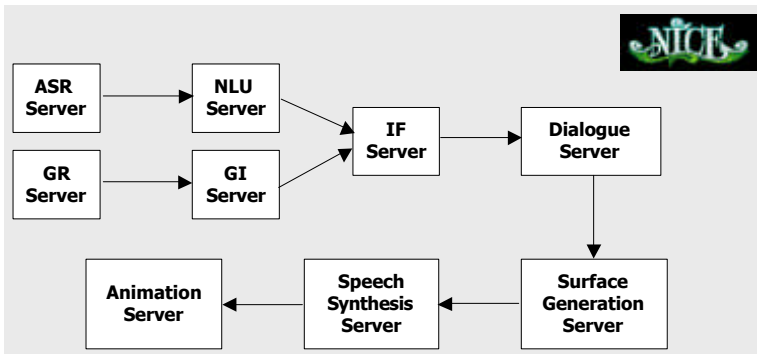 NICE
ASR
Server
NLU
Server
IF
Server
Dialogue
Server
GR
Server
GI
Server
Animation
Server
Speech
Synthesis
Server
Surface
Generation
Server